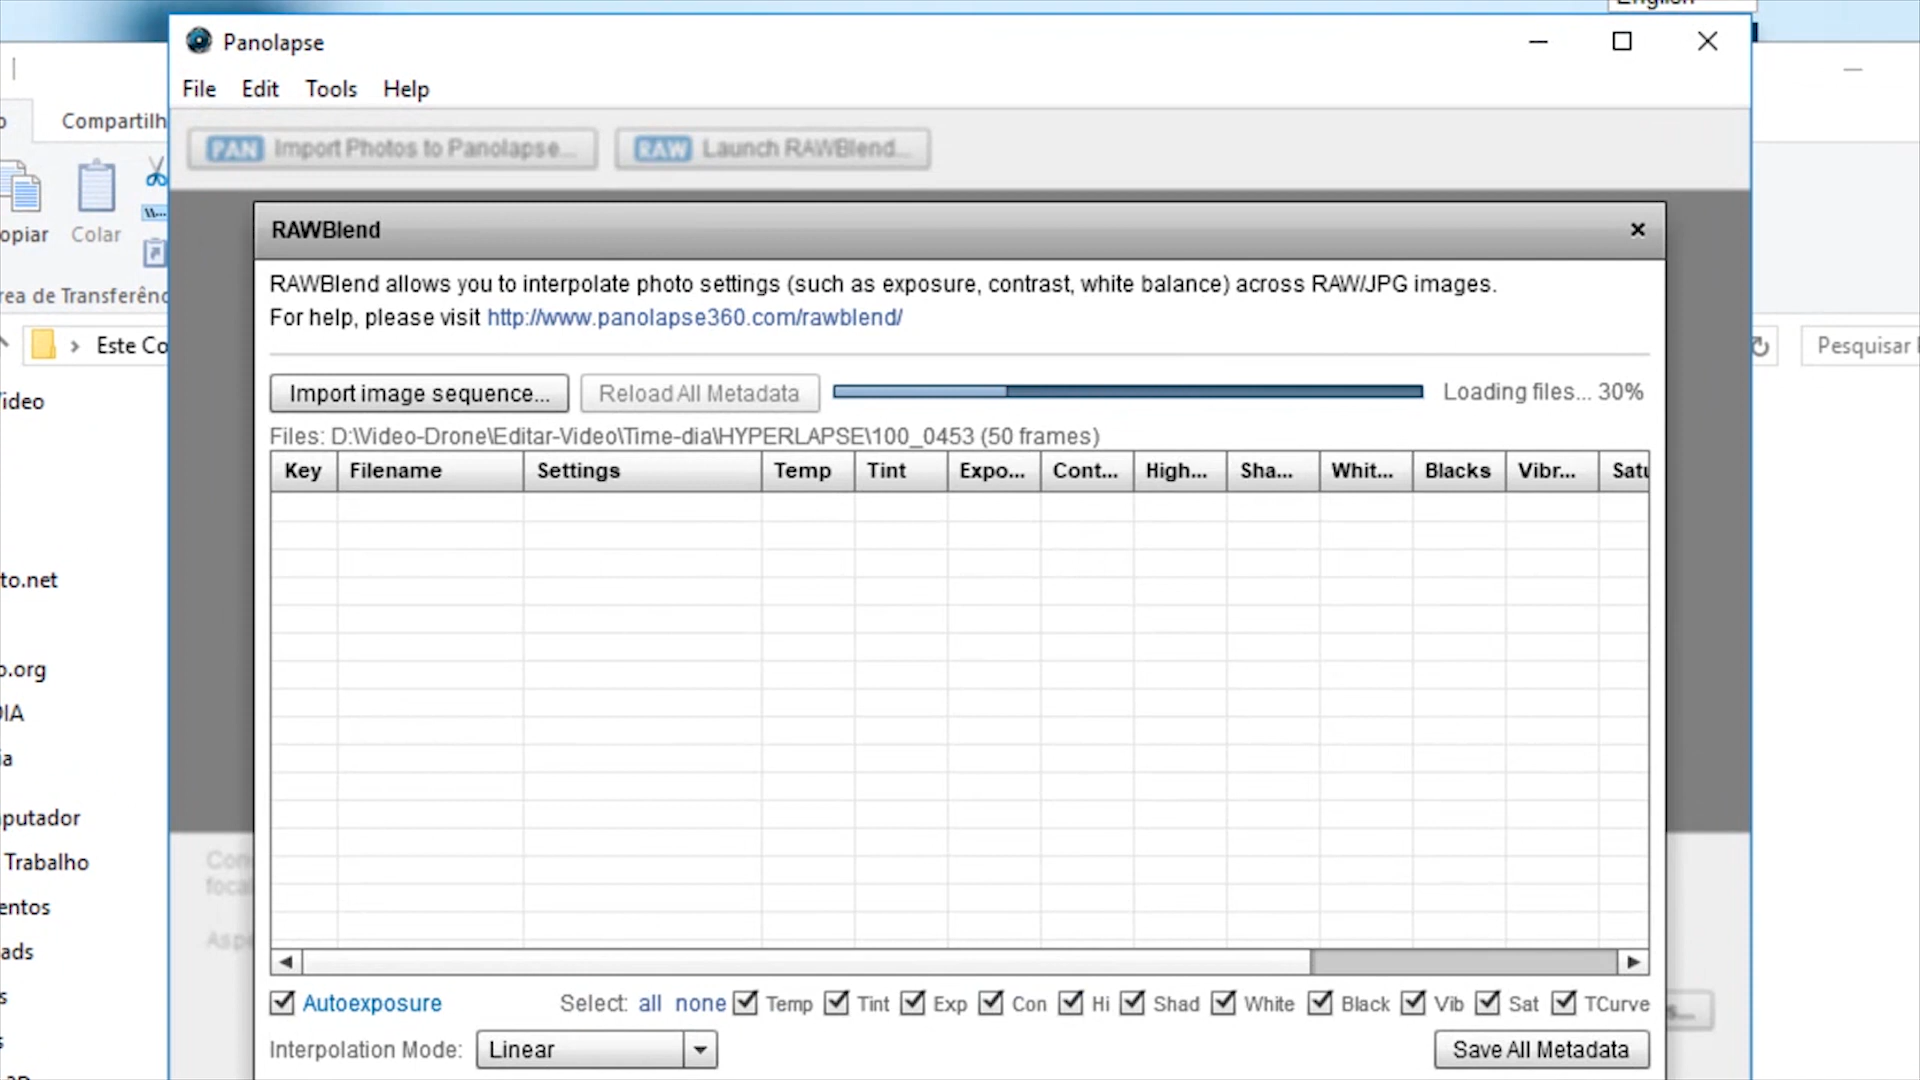 English
Panolapse
File Edit Tools Help
Compartilh
PAN Import Photos to Panolapse...
RAW Launch RAWBlend...
opiar Colar
rea de Transferênc
Este Co
Pesquisar
RAWBlend
RAWBlend allows you to interpolate photo settings (such as exposure, contrast, white balance) across RAW/JPG images.
For help, please visit http://www.panolapse360.com/rawblend/
Import image sequence... Reload All Metadata Loading files... 30%
Files: D:\Video-Drone\Editar-Video\Time-dia\HYPERLAPSE\100_0453 (50 frames)
Key Filename Settings Temp Tint Expo... Cont... High... Sha... Whit... Blacks Vibr... Satu
ideo
to.net
o.org
DIA
ia
putador
Trabalho
entos
ads
s
Con
focal
Aspe
Autoexposure Select: all none Temp Tint Exp Con Hi Shad White Black Vib Sat TCurve
Interpolation Mode: Linear Save All Metadata